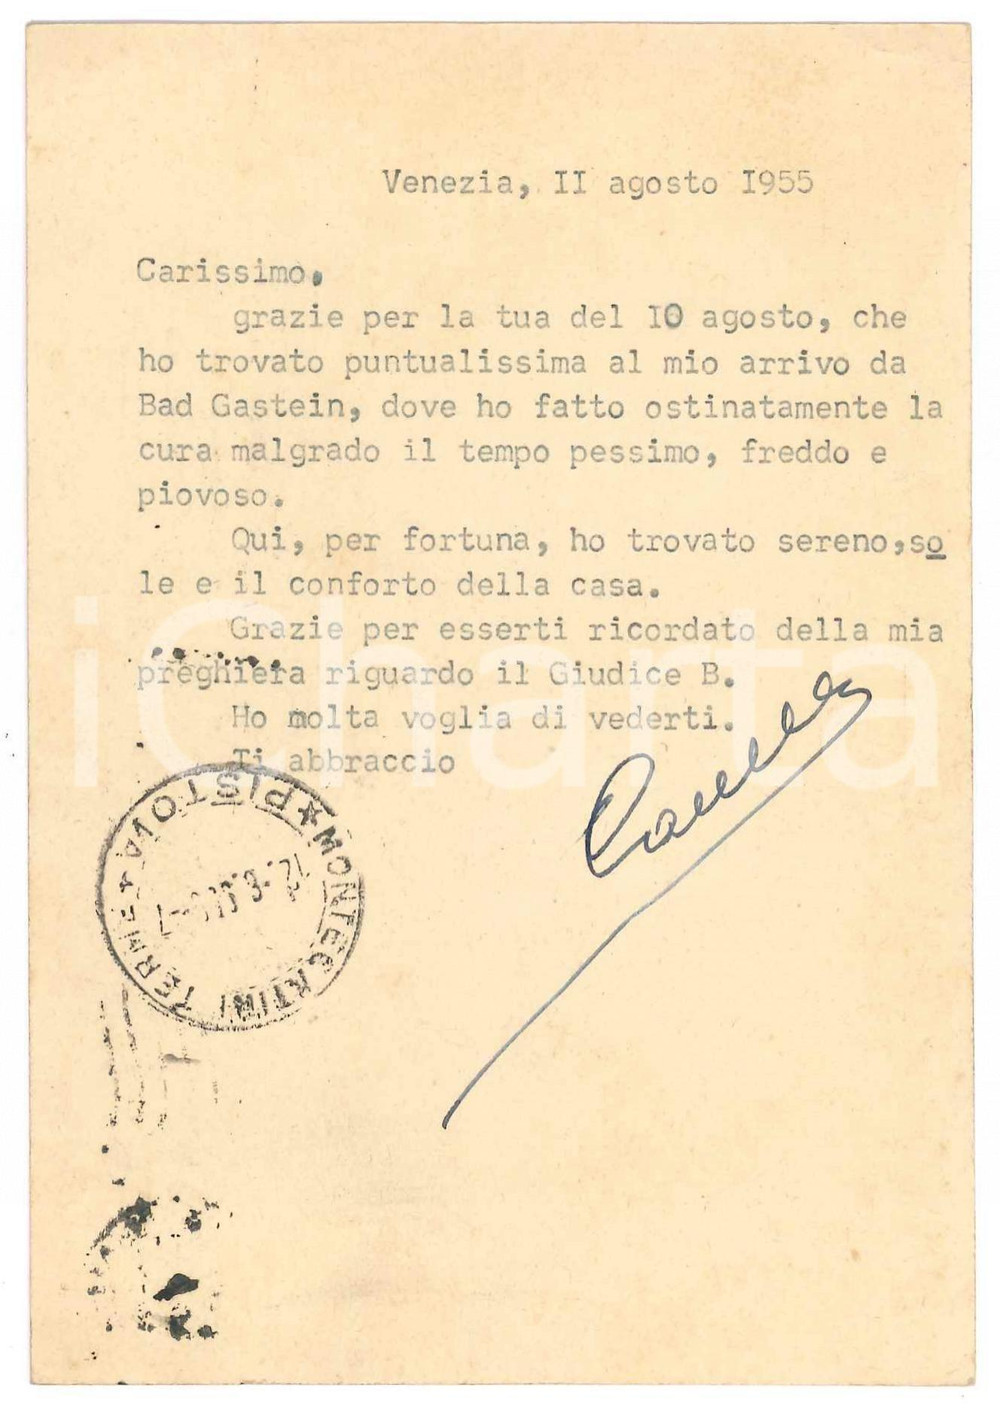 Venezia, II agosto I955
Carissimo,
grazie per la tua del IO agosto, che
ho trovato puntualissima al mio arrivo da
Bad Gastein, dove ho fatto ostinatamente la
cura malgrado il tempo pessimo, freddo e
piovoso.
Qui, per fortuna, ho trovato sereno,so
le e il conforto della casa.
Grazie per esserti ricordato della mia
preghiera riguardo il Giudice B.
Ho molta voglia di vederti.
Ti abbraccio
MONTECATINI TERME * PISTOIA *
iCharta